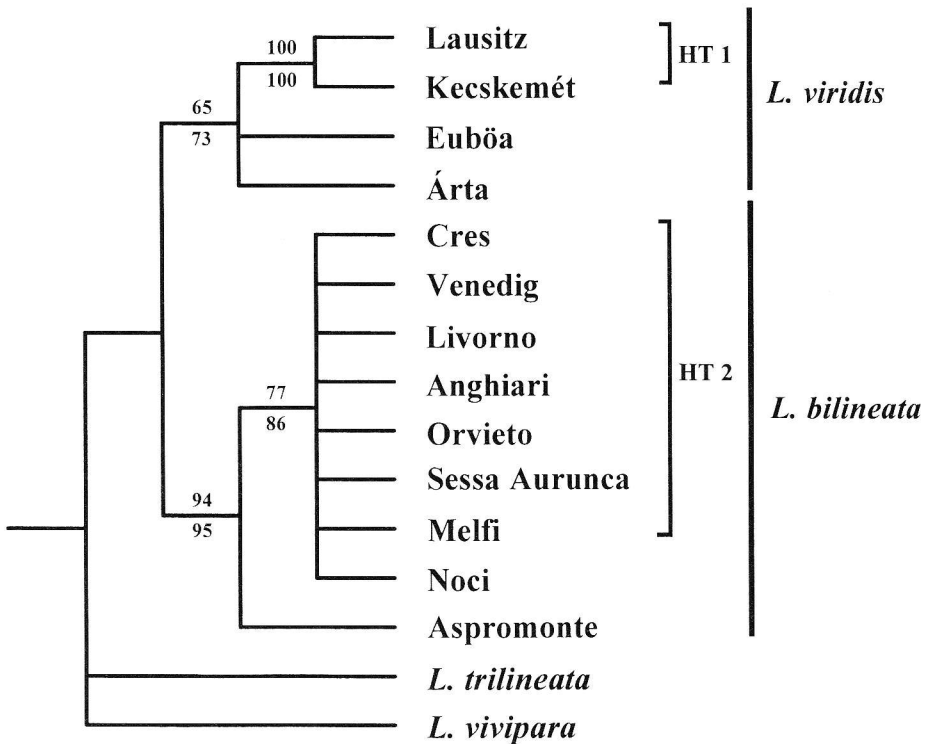 100
100
Lausitz
Kecskemét
HT 1
L. viridis
65
73
Euböa
Árta
Cres
Venedig
Livorno
Anghiari
HT 2
L. bilineata
77
86
Orvieto
Sessa Aurunca
94
95
Melfi
Noci
Aspromonte
L. trilineata
L. vivipara